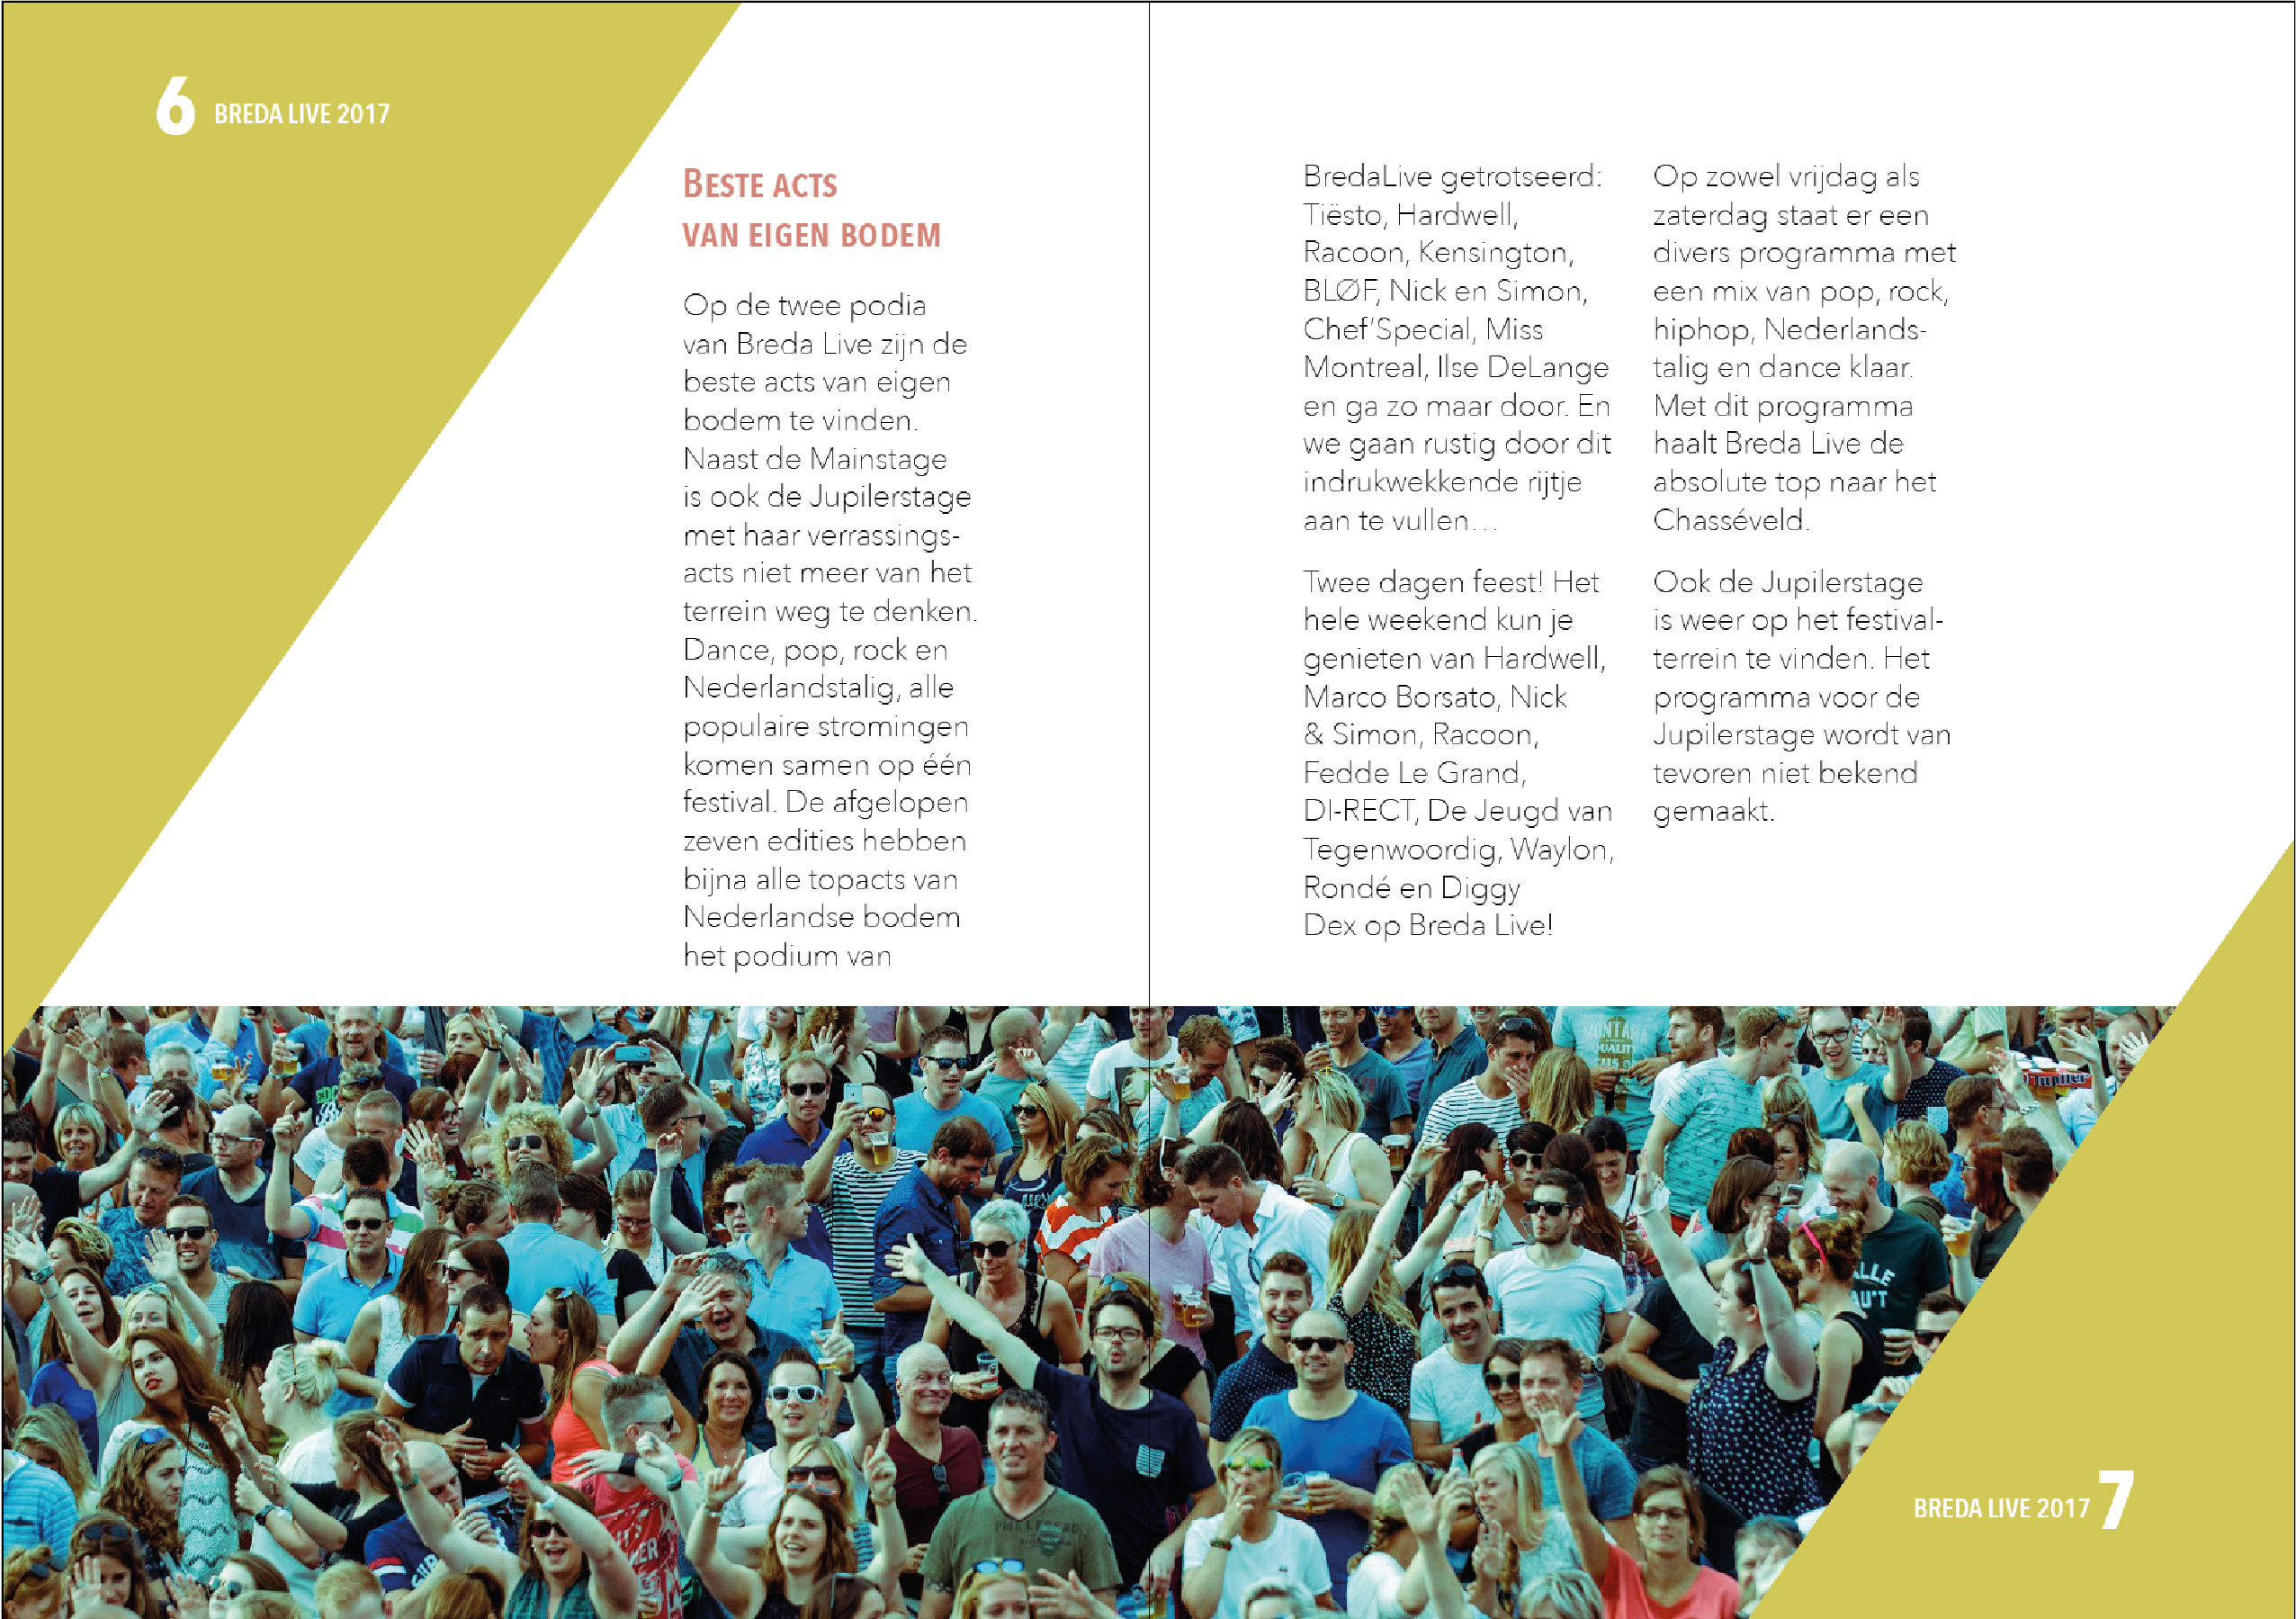 6 BREDA LIVE 2017
BESTE ACTS
VAN EIGEN BODEM
Op de twee podia
van Breda Live zijn de
beste acts van eigen
bodem te vinden.
Naast de Mainstage
is ook de Jupilerstage
met haar verrassings-
acts niet meer van het
terrein weg te denken.
Dance, pop, rock en
Nederlandstalig, alle
populaire stromingen
komen samen op één
festival. De afgelopen
zeven edities hebben
bijna alle topacts van
Nederlandse bodem
het podium van
BredaLive getrotseerd:
Tiësto, Hardwell,
Racoon, Kensington,
BLØF, Nick en Simon,
Chef’Special, Miss
Montreal, Ilse DeLange
en ga zo maar door. En
we gaan rustig door dit
indrukwekkende rijtje
aan te vullen...
Twee dagen feest! Het
hele weekend kun je
genieten van Hardwell,
Marco Borsato, Nick
& Simon, Racoon,
Fedde Le Grand,
DI-RECT, De Jeugd van
Tegenwoordig, Waylon,
Rondé en Diggy
Dex op Breda Live!
Op zowel vrijdag als
zaterdag staat er een
divers programma met
een mix van pop, rock,
hiphop, Nederlands-
talig en dance klaar.
Met dit programma
haalt Breda Live de
absolute top naar het
Chasséveld.
Ook de Jupilerstage
is weer op het festival-
terrein te vinden. Het
programma voor de
Jupilerstage wordt van
tevoren niet bekend
gemaakt.
Jupiler
BREDA LIVE 2017 7